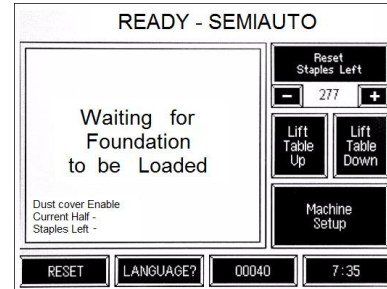 READY - SEMIAUTO
Reset
Staples Left
- 277 +
Waiting for
Foundation
to be Loaded
Lift
Table
Up
Lift
Table
Down
Dust cover Enable
Current Half -
Staples Left -
Machine
Setup
RESET
LANGUAGE?
00040
7:35